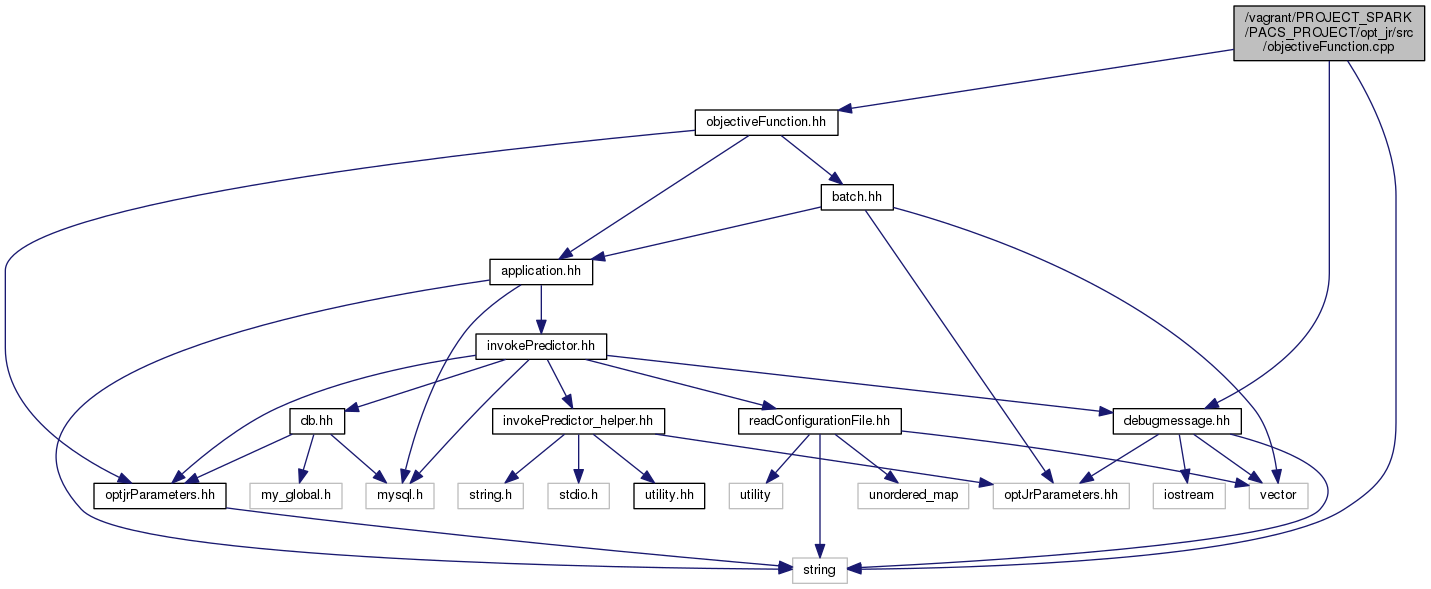 /vagrant/PROJECT_SPARK
/PACS_PROJECT/opt_jr/src
/objectiveFunction.cpp
objectiveFunction.hh
batch.hh
application.hh
invokePredictor.hh
db.hh
invokePredictor_helper.hh
readConfigurationFile.hh
debugmessage.hh
optjrParameters.hh
my_global.h
mysql.h
string.h
stdio.h
utility.hh
utility
unordered_map
optJrParameters.hh
iostream
vector
string